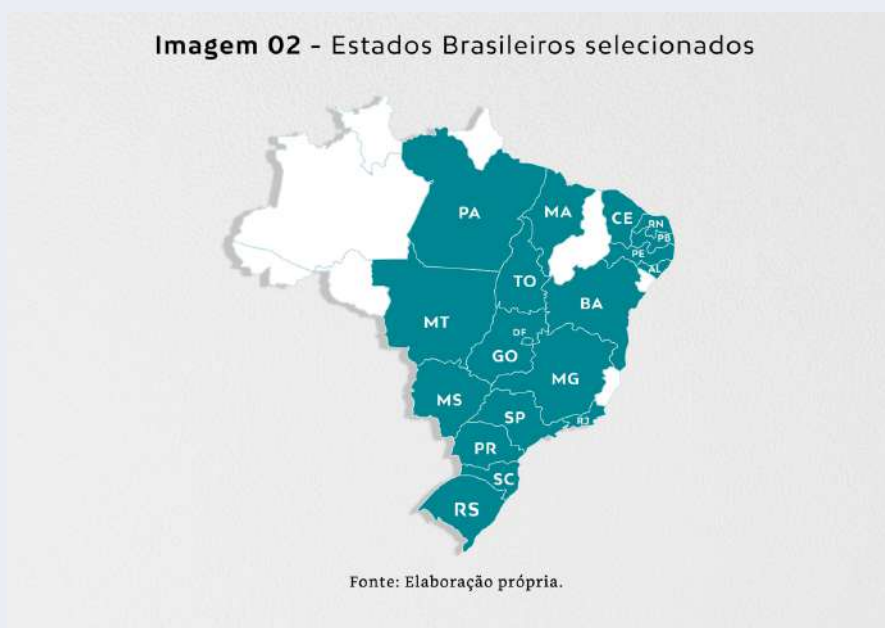 Imagem 02 - Estados Brasileiros selecionados
PA
MA
CE
RN
PB
PE
AL
TO
BA
MT
DF
GO
MG
MS
SP
RJ
PR
SC
RS
Fonte: Elaboração própria.